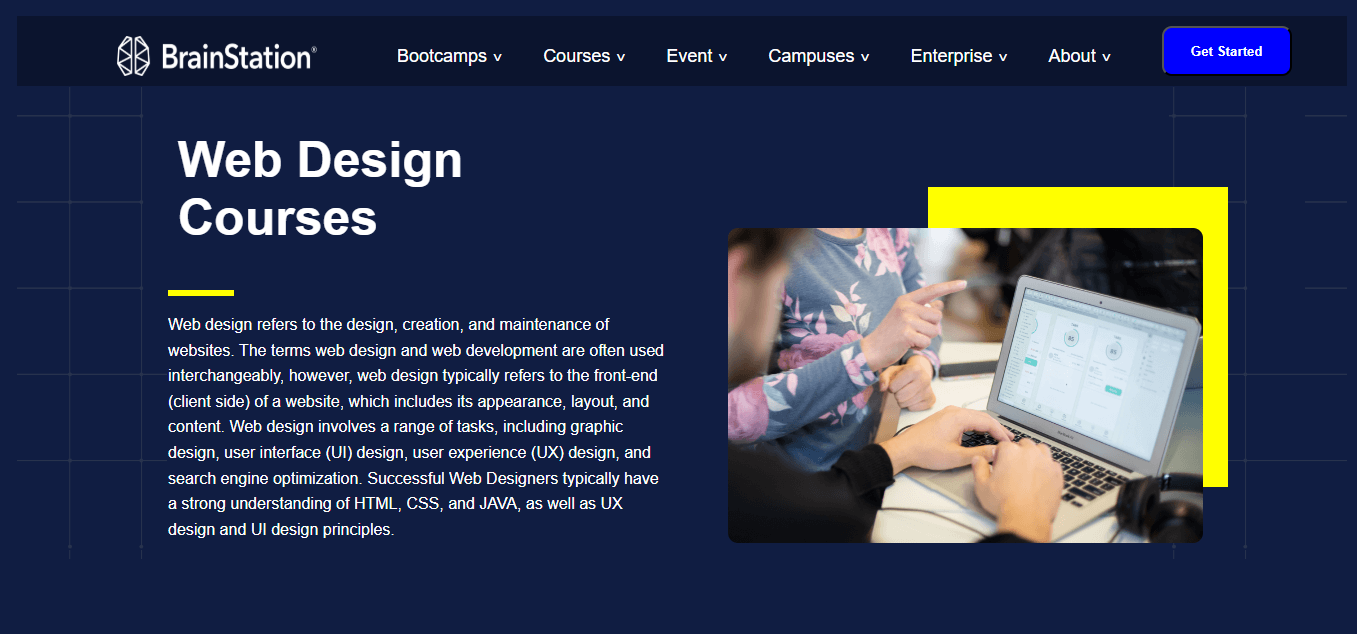 BrainStation®
Bootcamps v Courses v Event v Campuses v Enterprise v About v Get Started
Web Design
Courses
Web design refers to the design, creation, and maintenance of
websites. The terms web design and web development are often used
interchangeably, however, web design typically refers to the front-end
(client side) of a website, which includes its appearance, layout, and
content. Web design involves a range of tasks, including graphic
design, user interface (UI) design, user experience (UX) design, and
search engine optimization. Successful Web Designers typically have
a strong understanding of HTML, CSS, and JAVA, as well as UX
design and UI design principles.